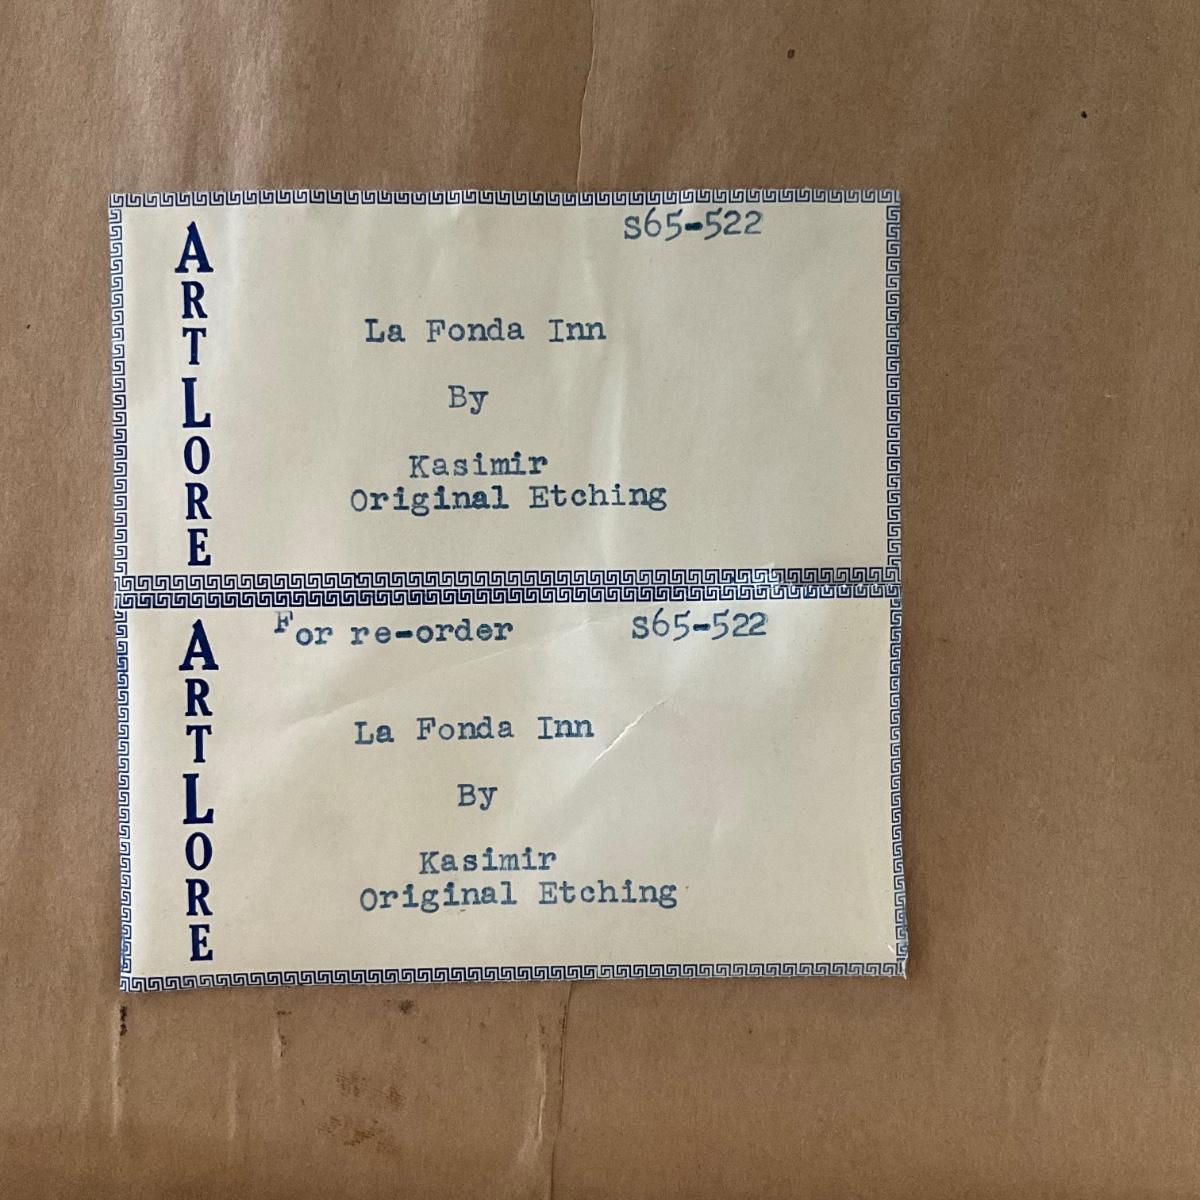 ARTLORE
S65-522
La Fonda Inn
By
Kasimir
Original Etching
ARTLORE
For re-order S65-522
La Fonda Inn
By
Kasimir
Original Etching